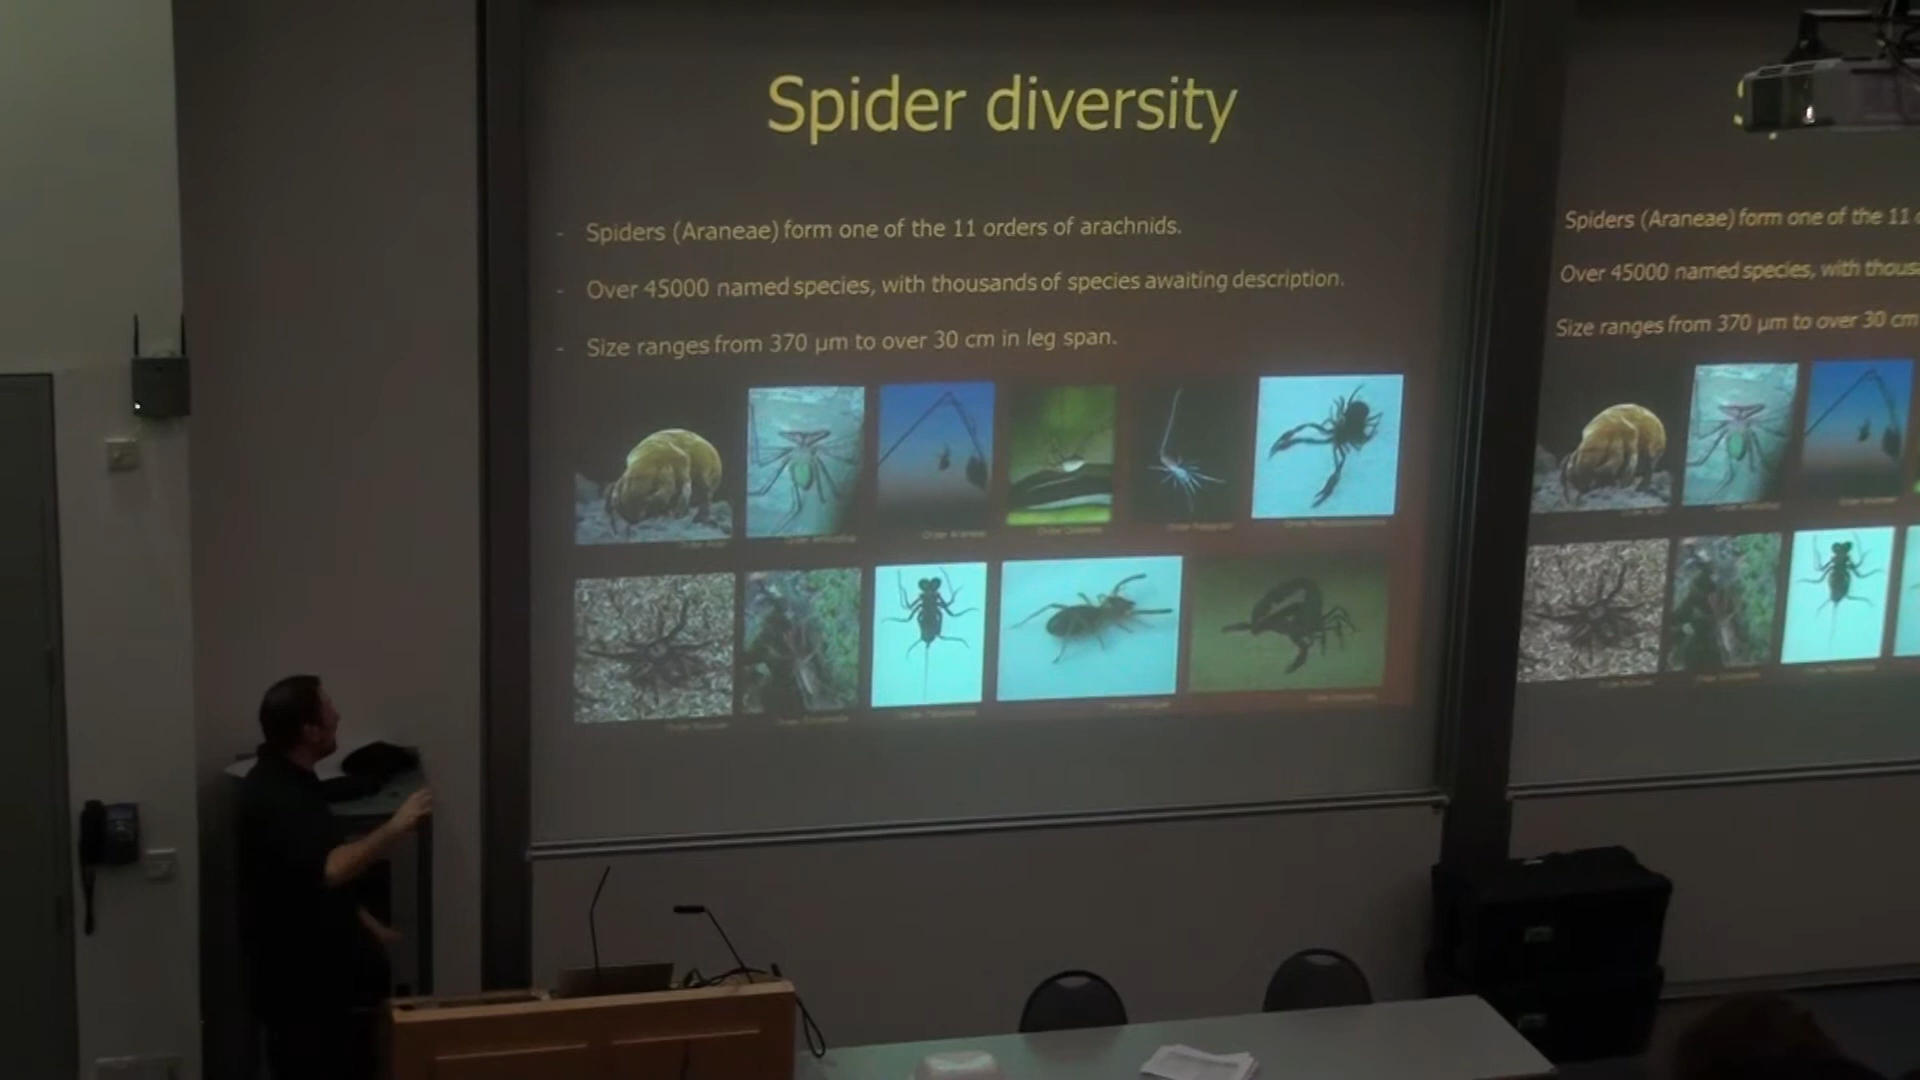 Spider diversity
- Spiders (Araneae) form one of the 11 orders of arachnids.
- Over 45000 named species, with thousands of species awaiting description.
- Size ranges from 370 µm to over 30 cm in leg span.
Order Araneae
Spiders (Araneae) form one of the 11
Over 45000 named species, with thous
Size ranges from 370 µm to over 30 cm